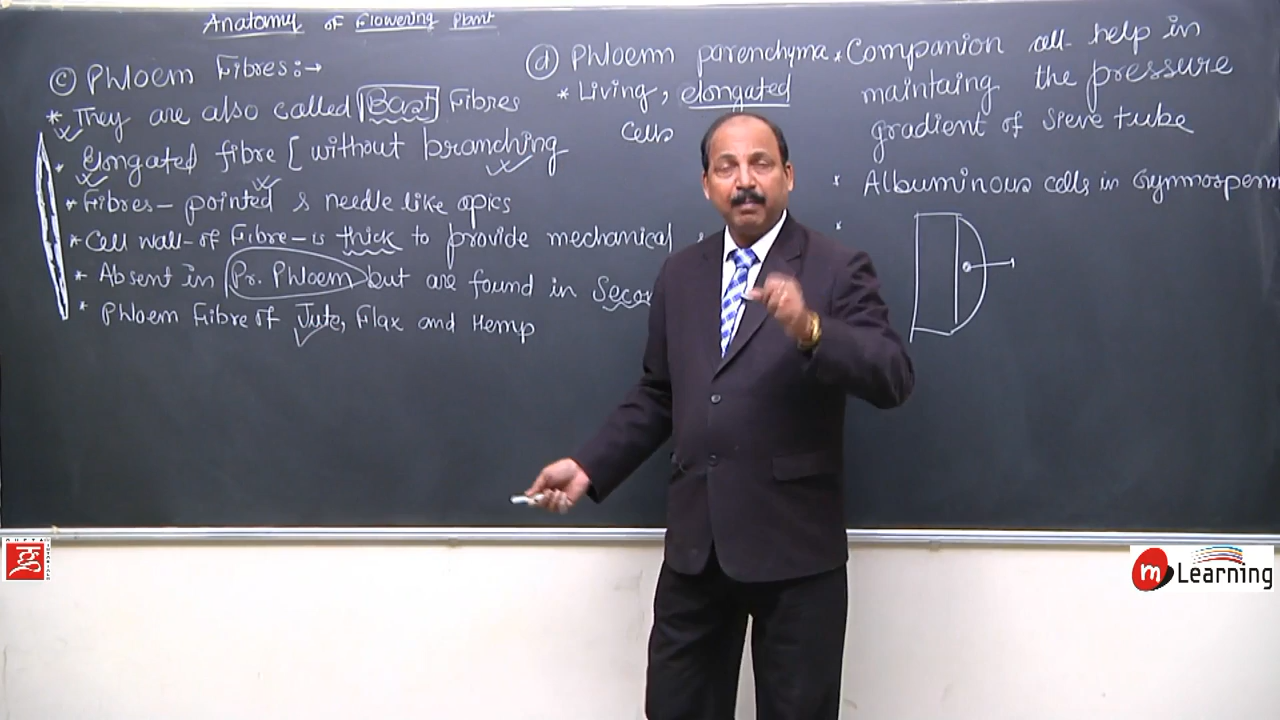 Anatomy of Flowering Plant
(c) Phloem Fibres:→
* They are also called Bast Fibres
* Elongated fibre [ without branching
* Fibres - pointed & needle like apics
* Cell wall - of Fibre - is thick to provide mechanical
* Absent in Pr. Phloem but are found in Secon
* Phloem Fibre of Jute, Flax and Hemp
(d) Phloem parenchyma
* Living, elongated
cells
* Companion cell help in
maintaing the pressure
gradient of sieve tube
* Albuminous cells in Gymnosperm
*
m Learning